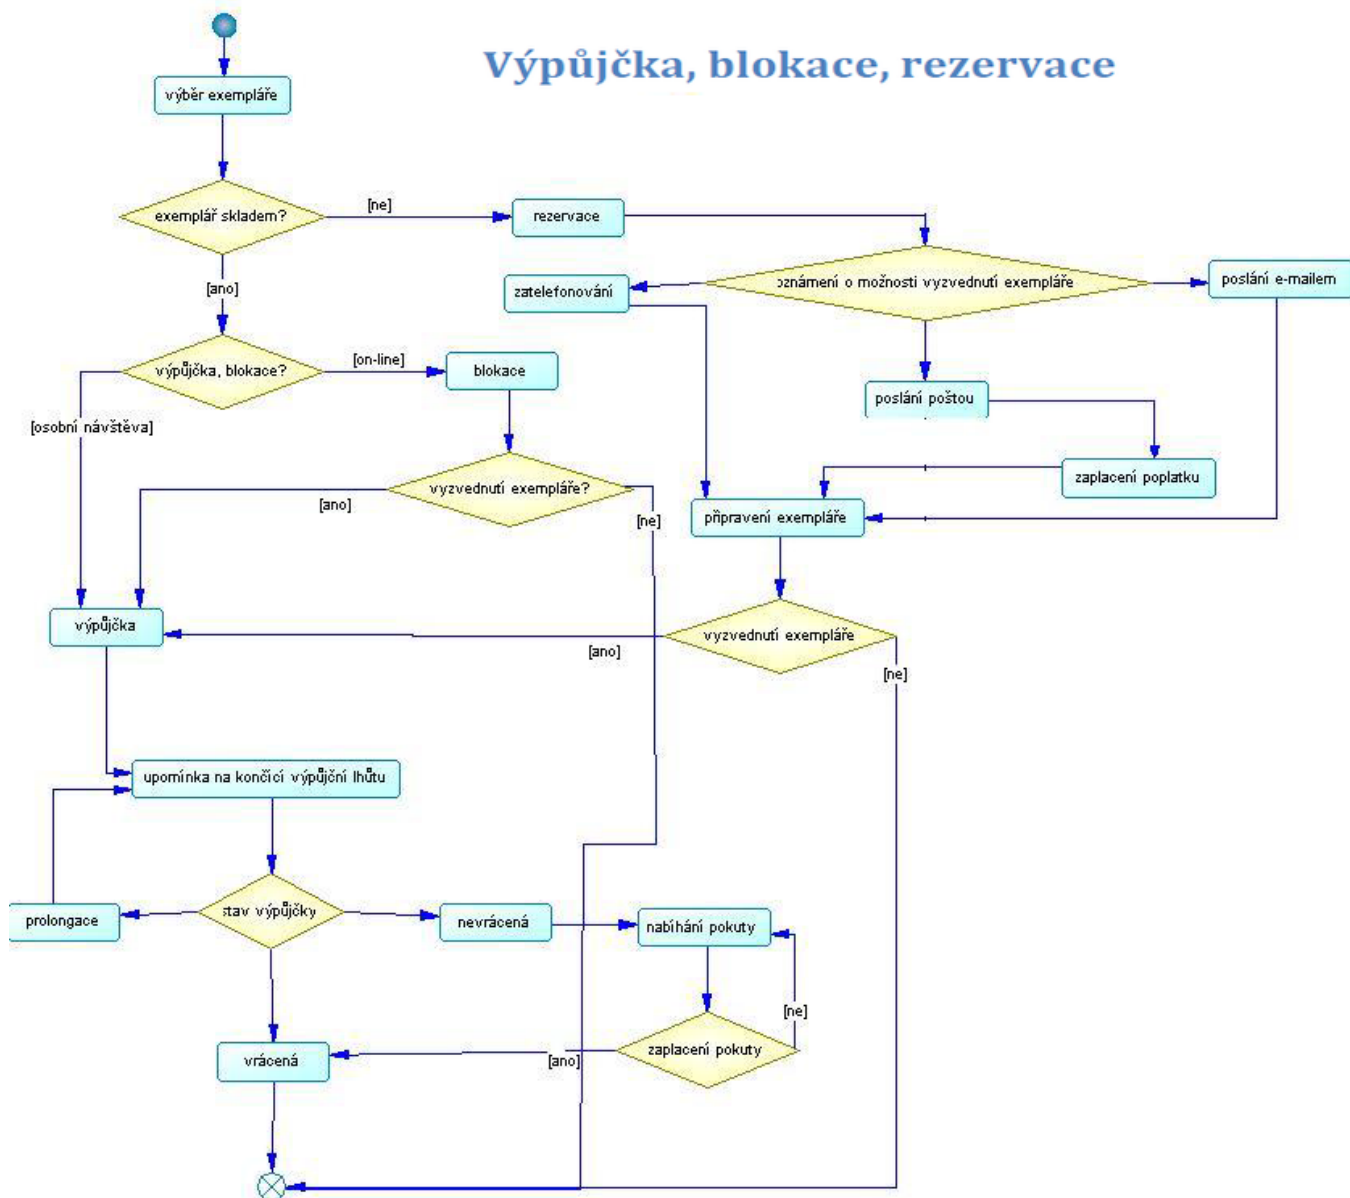 Výpůjčka, blokace, rezervace
výběr exempláře
exemplář skladem?
[ne]
rezervace
[ano]
zatelefonování
oznámení o možnosti vyzvednutí exempláře
poslání e-mailem
výpůjčka, blokace?
[on-line]
blokace
poslání poštou
[osobní návštěva]
vyzvednutí exempláře?
zaplacení poplatku
[ano]
[ne]
připravení exempláře
výpůjčka
vyzvednutí exempláře
[ano]
[ne]
upomínka na končící výpůjční lhůtu
prolongace
stav výpůjčky
nevrácená
nabíhání pokuty
[ne]
vrácená
[ano]
zaplacení pokuty